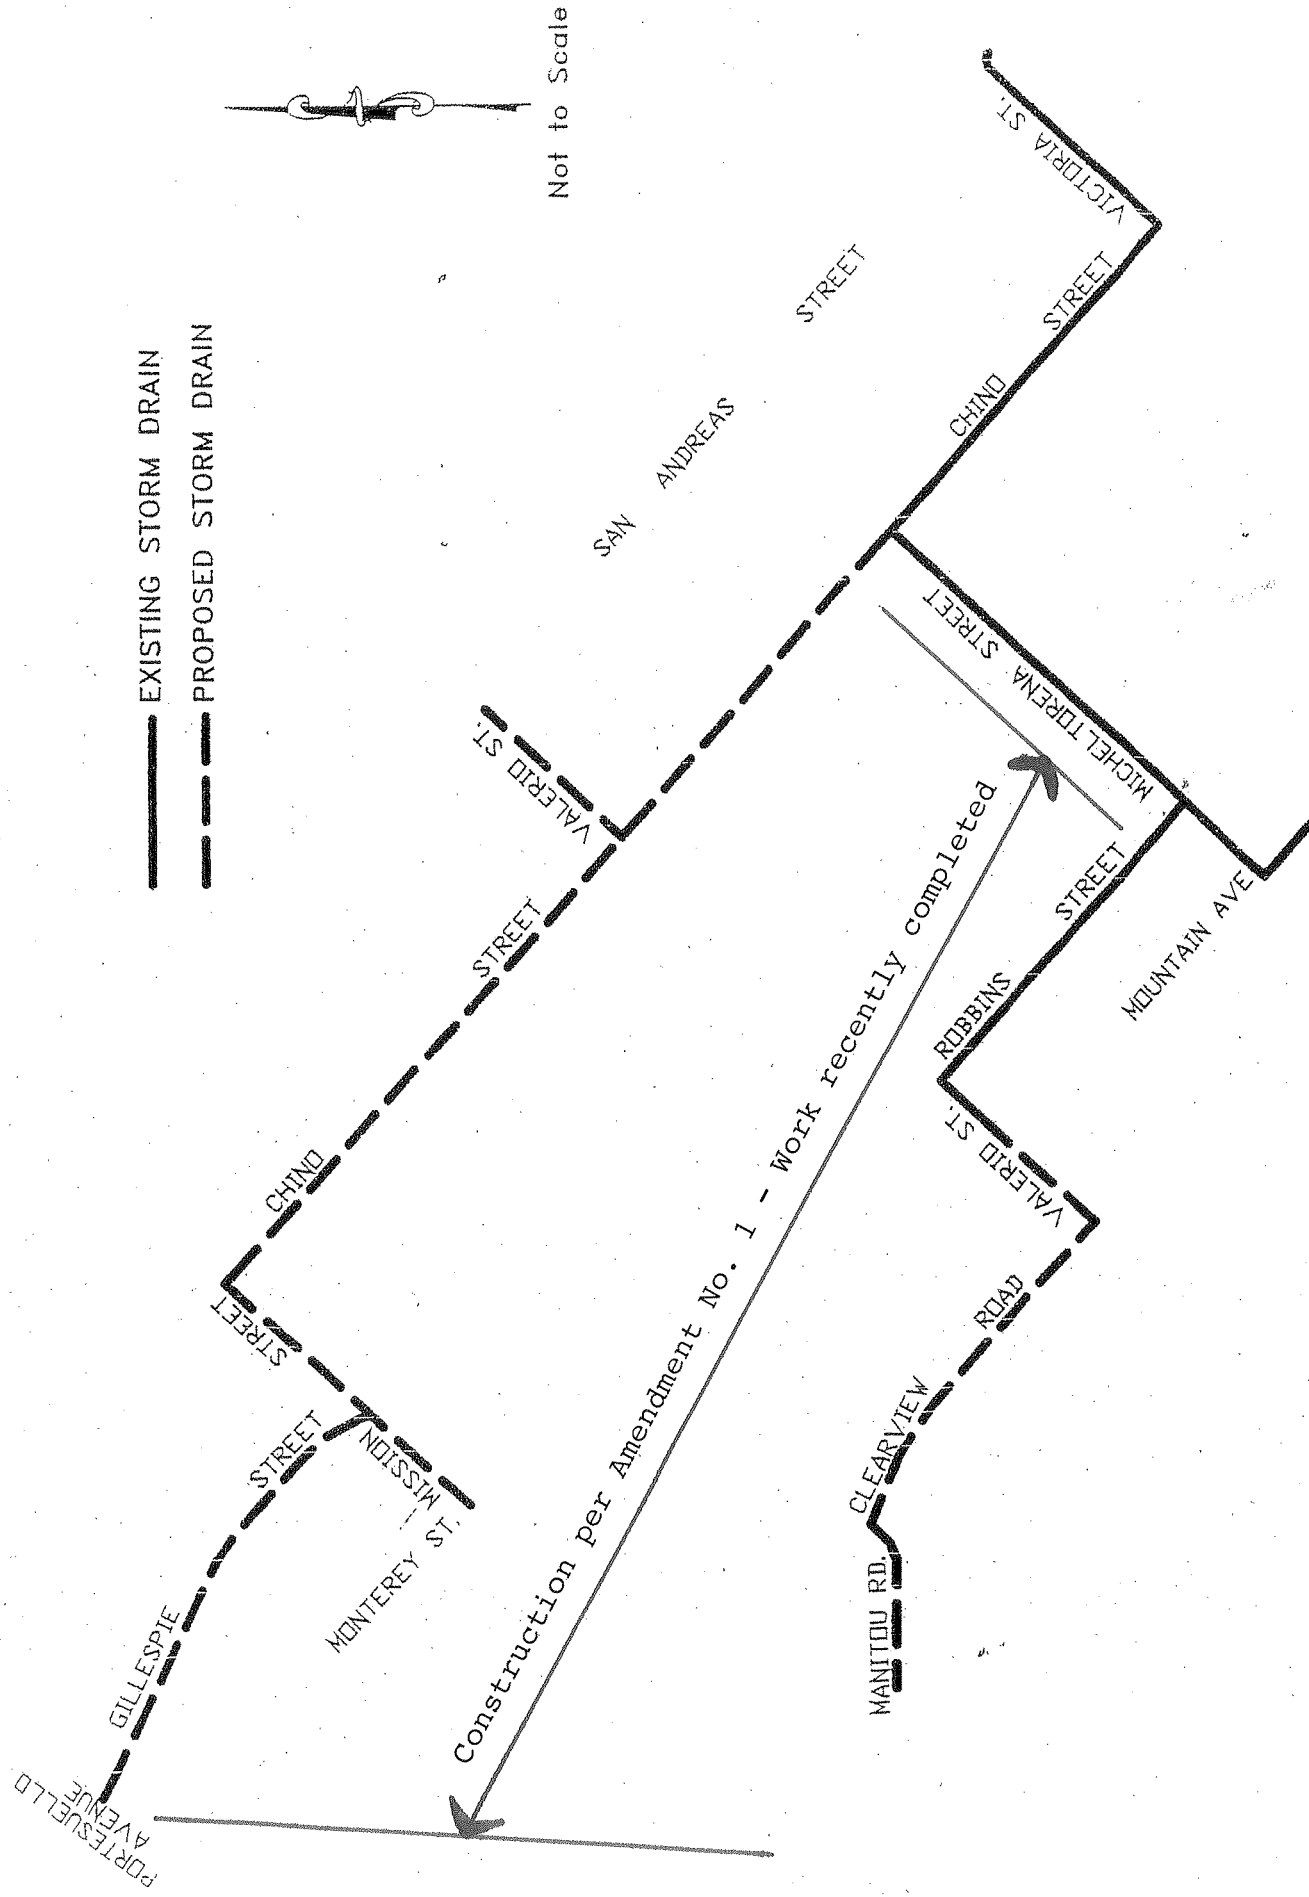 EXISTING STORM DRAIN
PROPOSED STORM DRAIN
Not to Scale
PORTESUELLO
AVENUE
GILLESPIE
STREET
MISSION
STREET
MONTEREY ST.
CHINO
STREET
VALERIO ST.
SAN ANDREAS STREET
CHINO
STREET
VICTORIA ST.
MICHELTORENA STREET
Construction per Amendment No. 1 - Work recently completed
MANITOU RD.
CLEARVIEW
ROAD
VALERIO ST.
ROBBINS
STREET
MOUNTAIN AVE